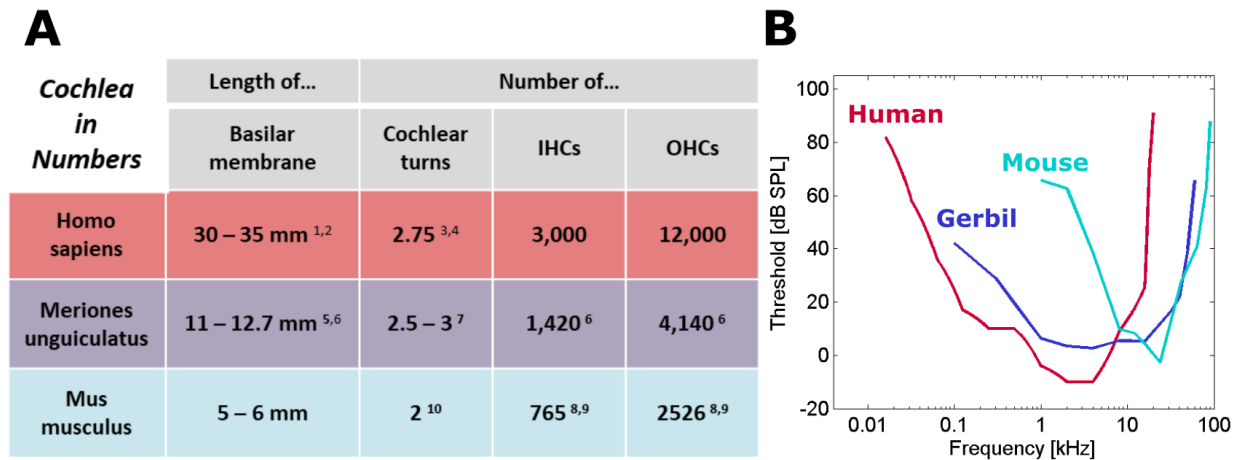 A
Cochlea
in
Numbers
Length of...
Number of...
Basilar
membrane
Cochlear
turns
IHCs
OHCs
Homo
sapiens
30 – 35 mm 1,2
2.75 3,4
3,000
12,000
Meriones
unguiculatus
11 – 12.7 mm 5,6
2.5 – 3 7
1,420 6
4,140 6
Mus
musculus
5 – 6 mm
2 10
765 8,9
2526 8,9
B
Threshold [dB SPL]
100
80
60
40
20
0
-20
Human
Mouse
Gerbil
0.01
0.1
1
10
100
Frequency [kHz]